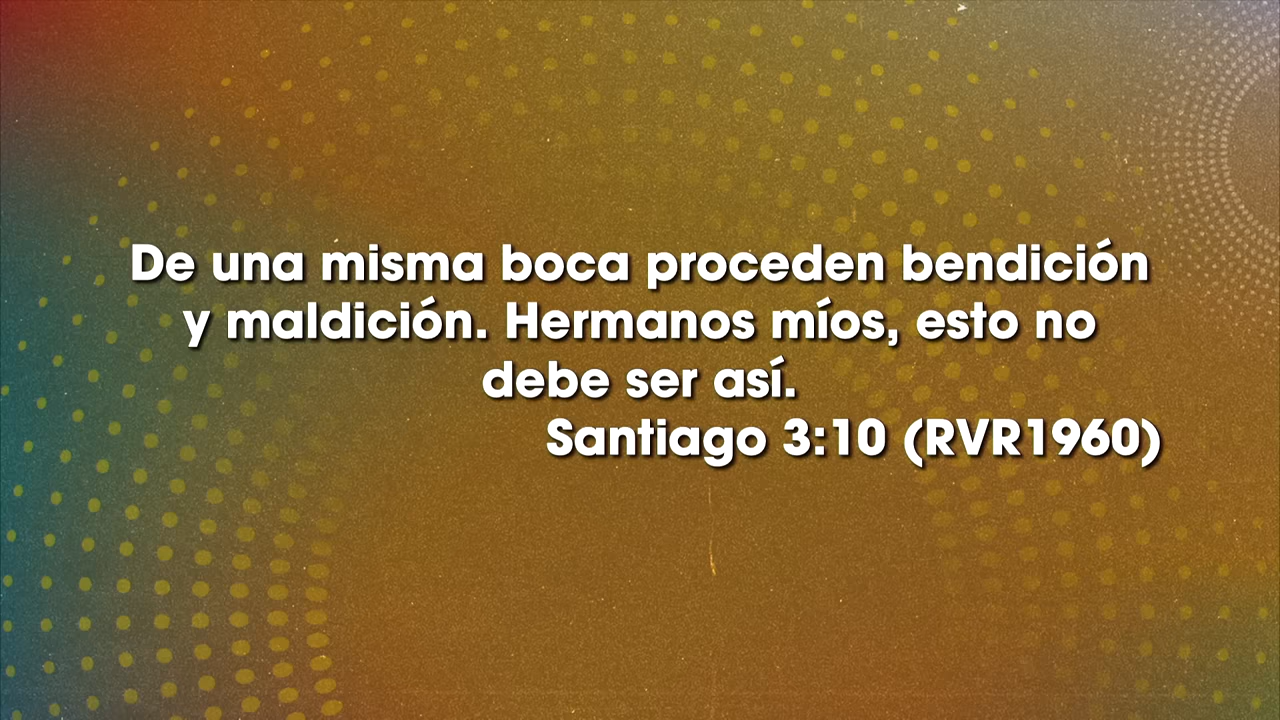 De una misma boca proceden bendición
y maldición. Hermanos míos, esto no
debe ser así.
Santiago 3:10 (RVR1960)